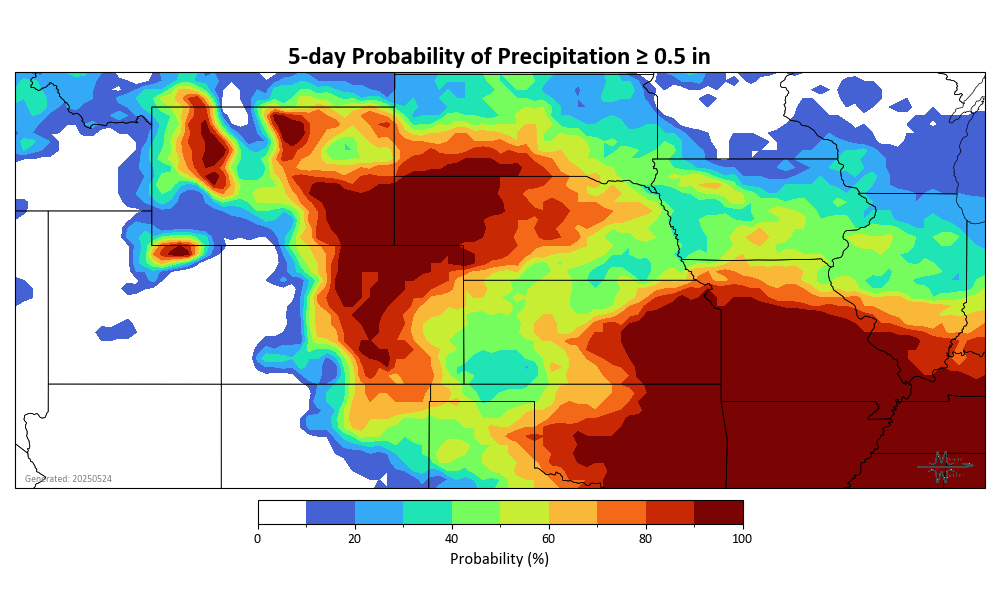 5-day Probability of Precipitation ≥ 0.5 in
Generated: 20250524
0 20 40 60 80 100
Probability (%)